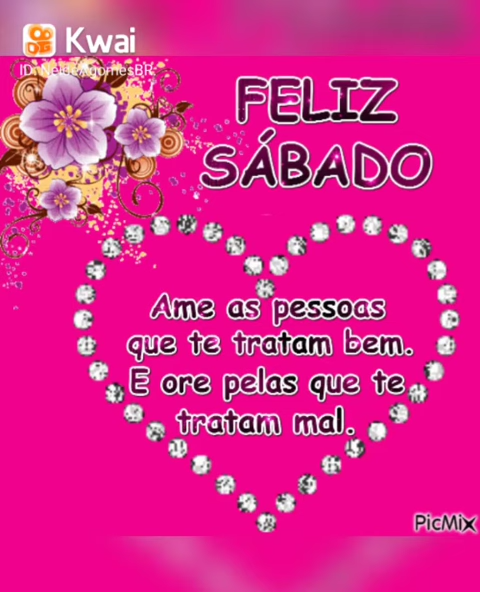 Kwai
FELIZ
SÁBADO
Ame as pessoas
que te tratam bem.
E ore pelas que te
tratam mal.
PicMix